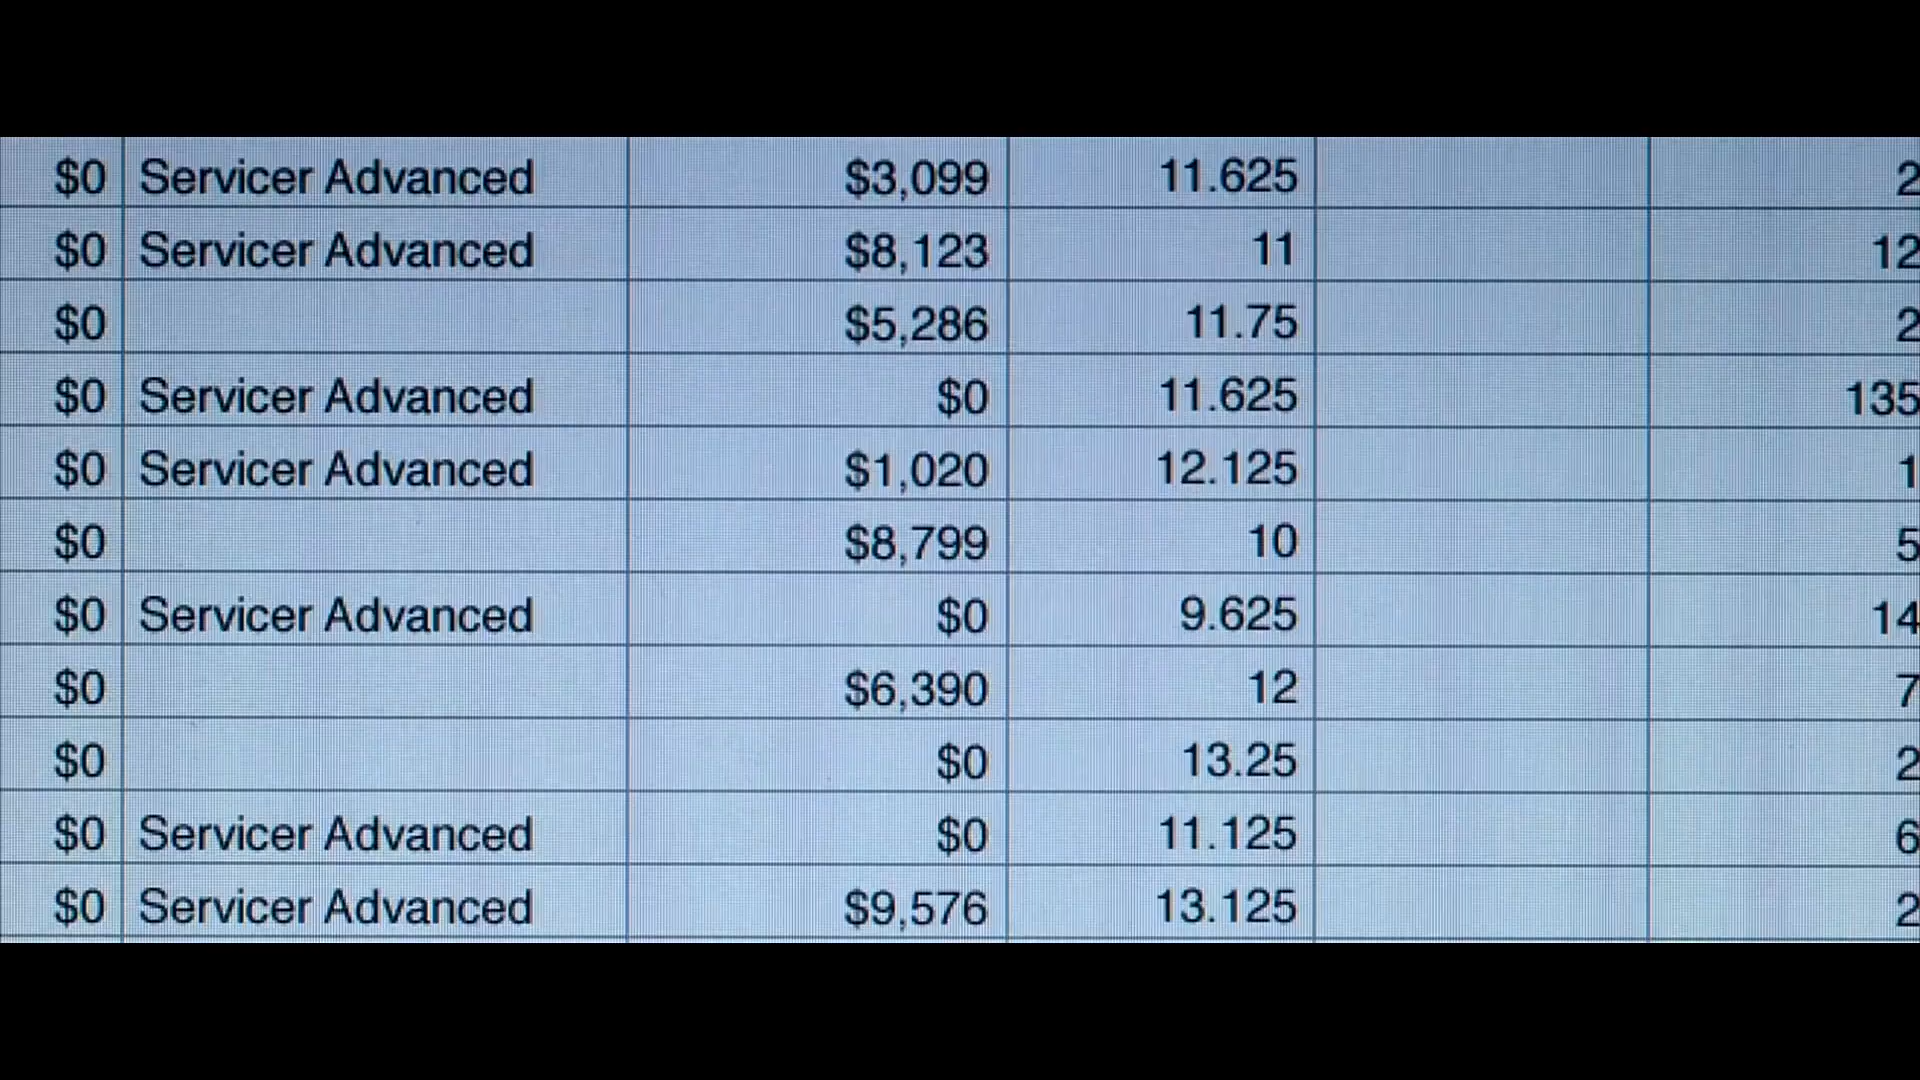 $0 Servicer Advanced $3,099 11.625 2
$0 Servicer Advanced $8,123 11 12
$0 $5,286 11.75 2
$0 Servicer Advanced $0 11.625 135
$0 Servicer Advanced $1,020 12.125 1
$0 $8,799 10 5
$0 Servicer Advanced $0 9.625 14
$0 $6,390 12 7
$0 $0 13.25 2
$0 Servicer Advanced $0 11.125 6
$0 Servicer Advanced $9,576 13.125 2